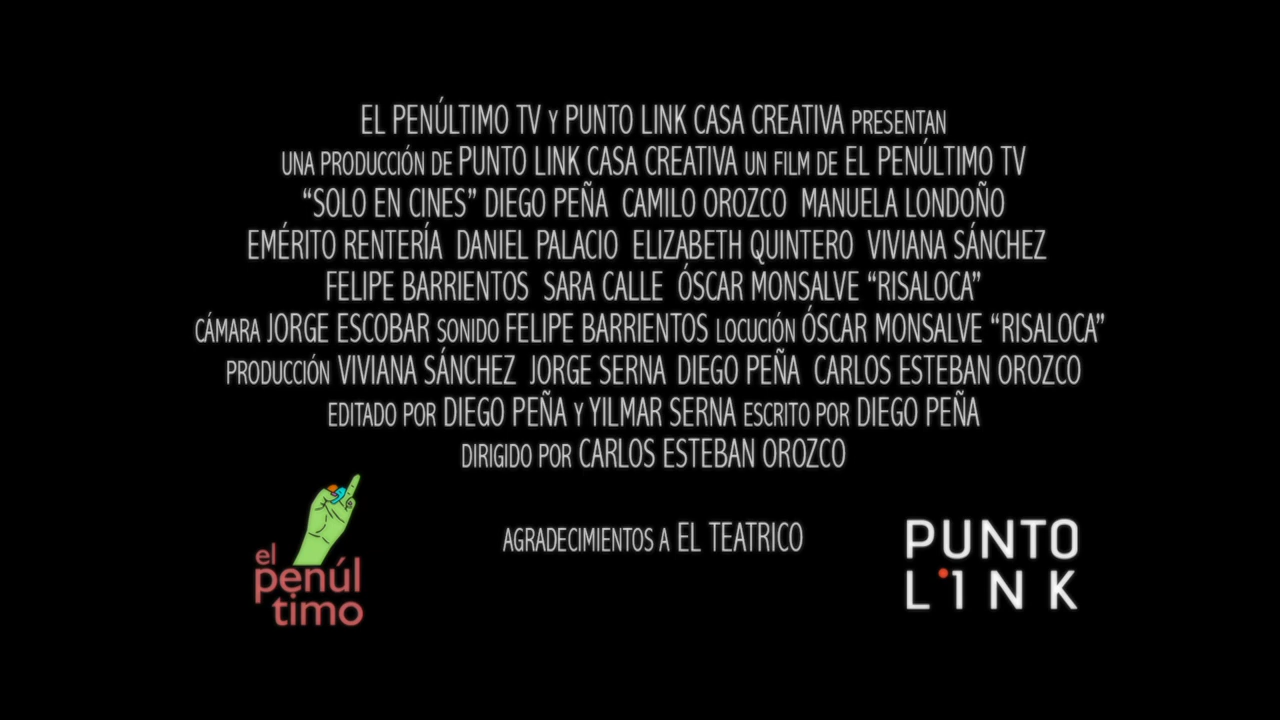 EL PENÚLTIMO TV Y PUNTO LINK CASA CREATIVA PRESENTAN
UNA PRODUCCIÓN DE PUNTO LINK CASA CREATIVA UN FILM DE EL PENÚLTIMO TV
“SOLO EN CINES” DIEGO PEÑA CAMILO OROZCO MANUELA LONDOÑO
EMÉRITO RENTERÍA DANIEL PALACIO ELIZABETH QUINTERO VIVIANA SÁNCHEZ
FELIPE BARRIENTOS SARA CALLE ÓSCAR MONSALVE “RISALOCA”
CÁMARA JORGE ESCOBAR SONIDO FELIPE BARRIENTOS LOCUCIÓN ÓSCAR MONSALVE “RISALOCA”
PRODUCCIÓN VIVIANA SÁNCHEZ JORGE SERNA DIEGO PEÑA CARLOS ESTEBAN OROZCO
EDITADO POR DIEGO PEÑA Y YILMAR SERNA ESCRITO POR DIEGO PEÑA
DIRIGIDO POR CARLOS ESTEBAN OROZCO
AGRADECIMIENTOS A EL TEATRICO
el
penúl
timo
PUNTO
L1NK